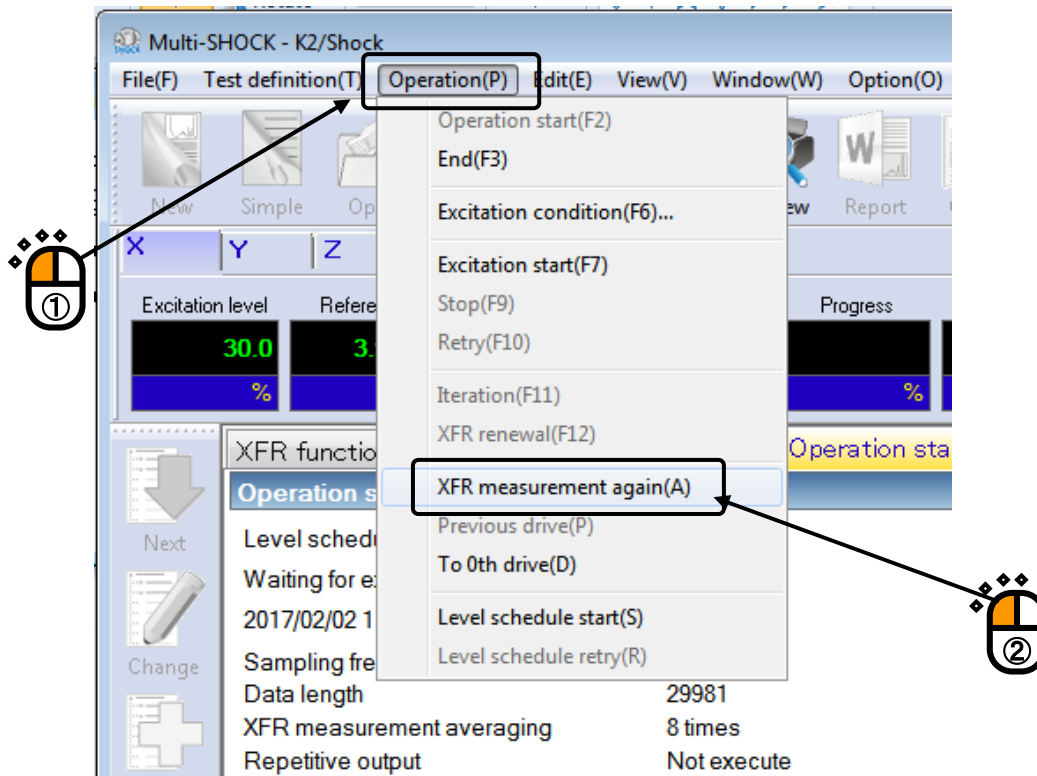 Multi-SHOCK - K2/Shock
File(F) Test definition(T) Operation(P) Edit(E) View(V) Window(W) Option(O)
Operation start(F2)
End(F3)
Excitation condition(F6)...
Excitation start(F7)
Stop(F9)
Retry(F10)
Iteration(F11)
XFR renewal(F12)
XFR measurement again(A)
Previous drive(P)
To 0th drive(D)
Level schedule start(S)
Level schedule retry(R)
New Simple Op ew Report
X Y Z
①
Excitation level Refere Progress
30.0 3.
% %
XFR functio Operation sta
Operation s
Next
Level schedu
Waiting for e
2017/02/02 1
Change
Sampling fre
Data length 29981
XFR measurement averaging 8 times
Repetitive output Not execute
②